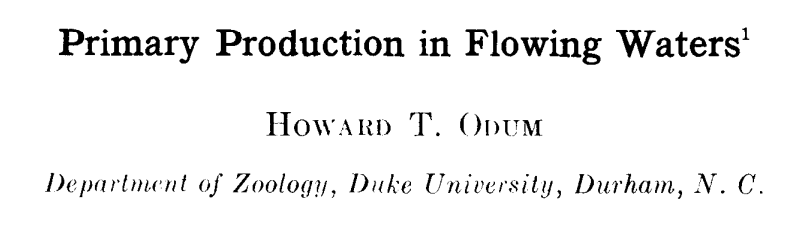 Primary Production in Flowing Waters¹
Howard T. Odum
Department of Zoology, Duke University, Durham, N. C.